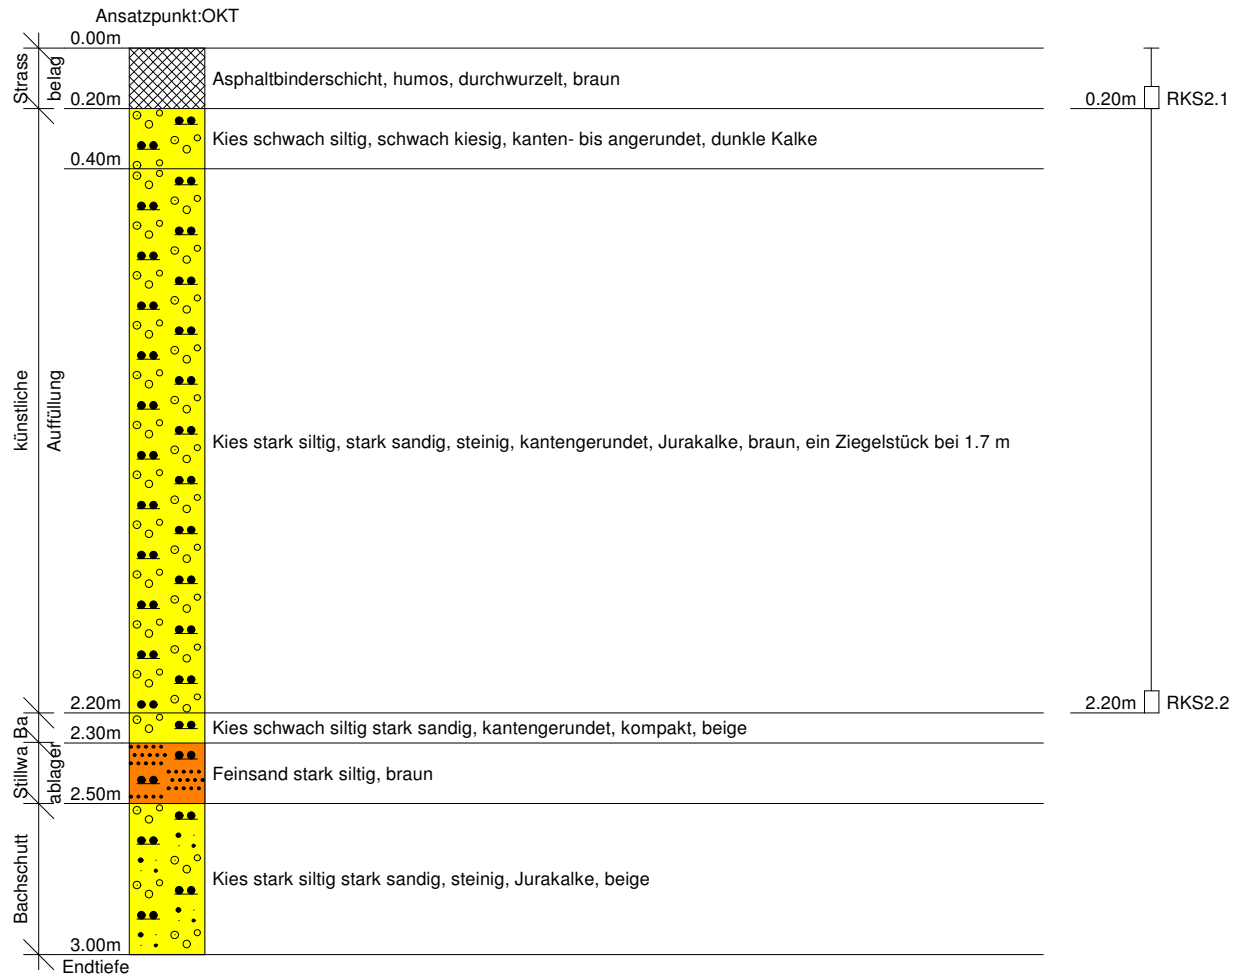 Ansatzpunkt:OKT
0.00m
Strass
belag
Asphaltbinderschicht, humos, durchwurzelt, braun
0.20m
0.20m RKS2.1
Kies schwach siltig, schwach kiesig, kanten- bis angerundet, dunkle Kalke
0.40m
künstliche
Auffüllung
Kies stark siltig, stark sandig, steinig, kantengerundet, Jurakalke, braun, ein Ziegelstück bei 1.7 m
2.20m
2.20m RKS2.2
Ba
Kies schwach siltig stark sandig, kantengerundet, kompakt, beige
2.30m
Stillwa
ablager
Feinsand stark siltig, braun
2.50m
Bachschutt
Kies stark siltig stark sandig, steinig, Jurakalke, beige
3.00m
Endtiefe